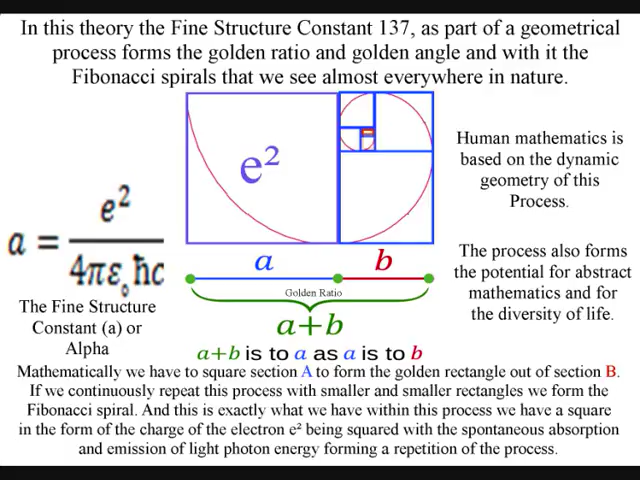 In this theory the Fine Structure Constant 137, as part of a geometrical
process forms the golden ratio and golden angle and with it the
Fibonacci spirals that we see almost everywhere in nature.
e²
Human mathematics is
based on the dynamic
geometry of this
Process.
a = e² / 4πε₀ħc
The Fine Structure
Constant (a) or
Alpha
a b
Golden Ratio
a+b
a+b is to a as a is to b
The process also forms
the potential for abstract
mathematics and for
the diversity of life.
Mathematically we have to square section A to form the golden rectangle out of section B.
If we continuously repeat this process with smaller and smaller rectangles we form the
Fibonacci spiral. And this is exactly what we have within this process we have a square
in the form of the charge of the electron e² being squared with the spontaneous absorption
and emission of light photon energy forming a repetition of the process.